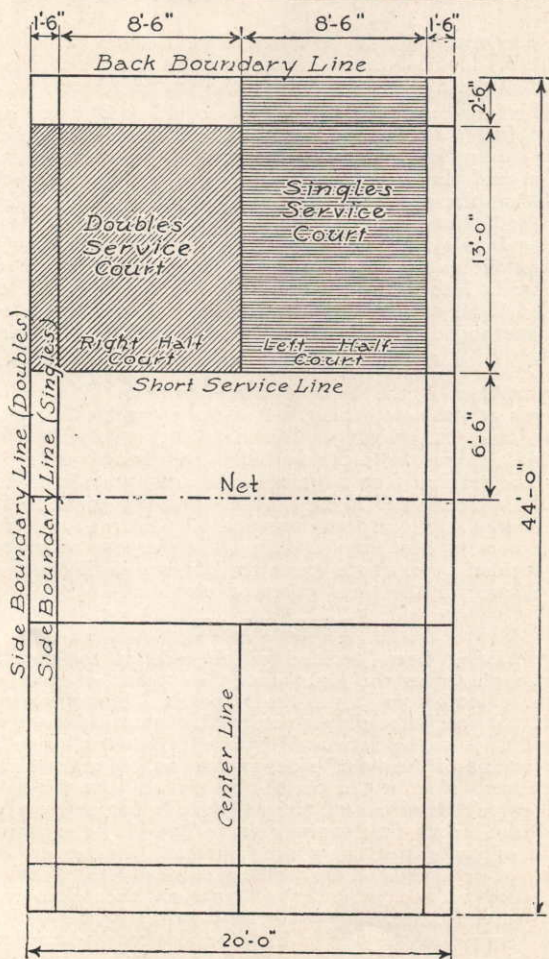 1'-6" 8'-6" 8'-6" 1'-6"
Back Boundary Line
2'-6"
Doubles
Service
Court
Singles
Service
Court
13'-0"
Right Half
Court
Left Half
Court
Short Service Line
6'-6"
44'-0"
Net
Side Boundary Line (Doubles)
Side Boundary Line (Singles)
Center Line
20'-0"